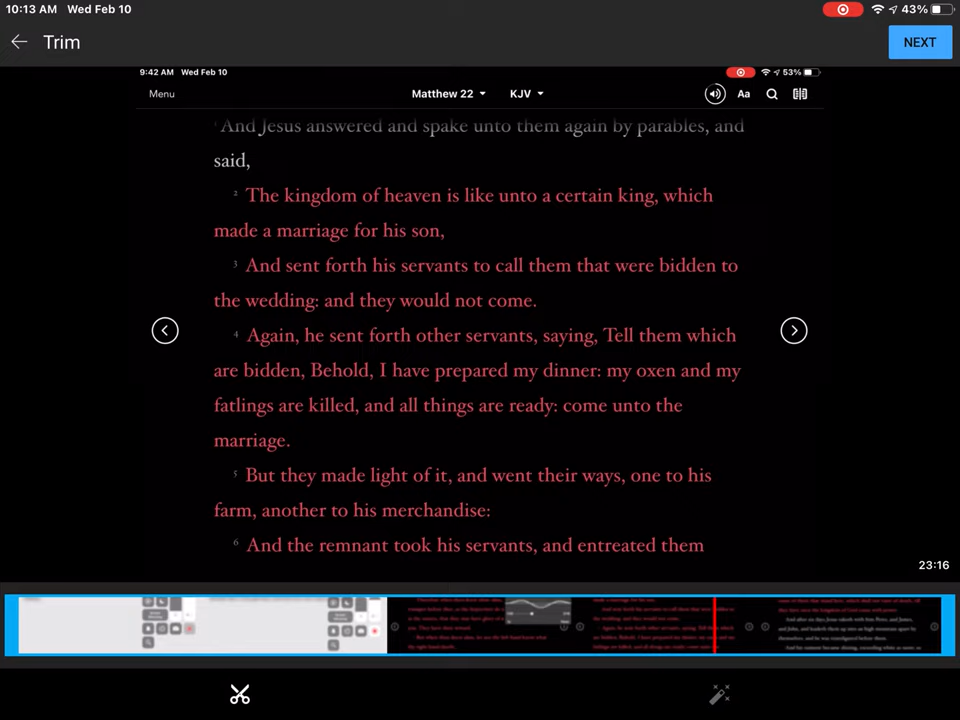 10:13 AM Wed Feb 10 43%
Trim NEXT
9:42 AM Wed Feb 10 53%
Menu Matthew 22 KJV Aa
And Jesus answered and spake unto them again by parables, and
said,
2 The kingdom of heaven is like unto a certain king, which
made a marriage for his son,
3 And sent forth his servants to call them that were bidden to
the wedding: and they would not come.
4 Again, he sent forth other servants, saying, Tell them which
are bidden, Behold, I have prepared my dinner: my oxen and my
fatlings are killed, and all things are ready: come unto the
marriage.
5 But they made light of it, and went their ways, one to his
farm, another to his merchandise:
6 And the remnant took his servants, and entreated them
23:16